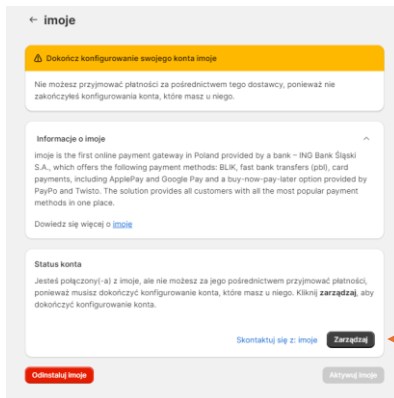 ← imoje
Dokończ konfigurowanie swojego konta imoje
Nie możesz przyjmować płatności za pośrednictwem tego dostawcy, ponieważ nie
zakończyłeś konfigurowania konta, które masz u niego.
Informacje o imoje
imoje is the first online payment gateway in Poland provided by a bank – ING Bank Śląski
S.A., which offers the following payment methods: BLIK, fast bank transfers (pbl), card
payments, including ApplePay and Google Pay and a buy-now-pay-later option provided by
PayPo and Twisto. The solution provides all customers with all the most popular payment
methods in one place.
Dowiedz się więcej o imoje
Status konta
Jesteś połączony(-a) z imoje, ale nie możesz za jego pośrednictwem przyjmować płatności,
ponieważ musisz dokończyć konfigurowanie konta, które masz u niego. Kliknij zarządzaj, aby
dokończyć konfigurowanie konta.
Skontaktuj się z: imoje Zarządzaj
Odinstaluj imoje Aktywuj imoje